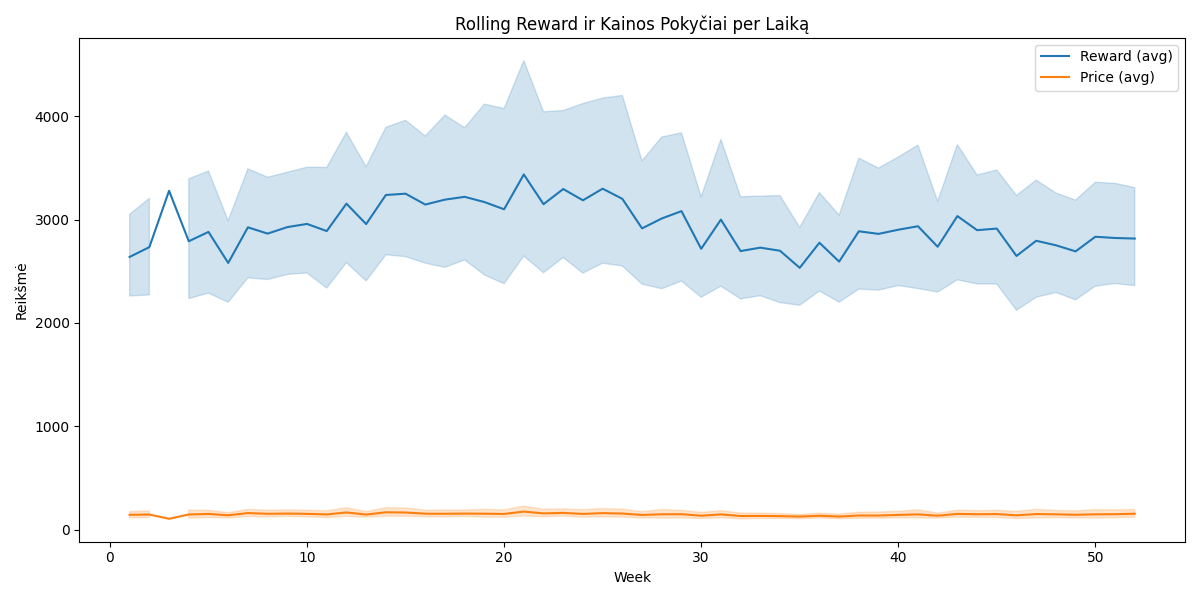 Rolling Reward ir Kainos Pokyčiai per Laiką
Reward (avg)
Price (avg)
Reikšmė
4000
3000
2000
1000
0
0 10 20 30 40 50
Week